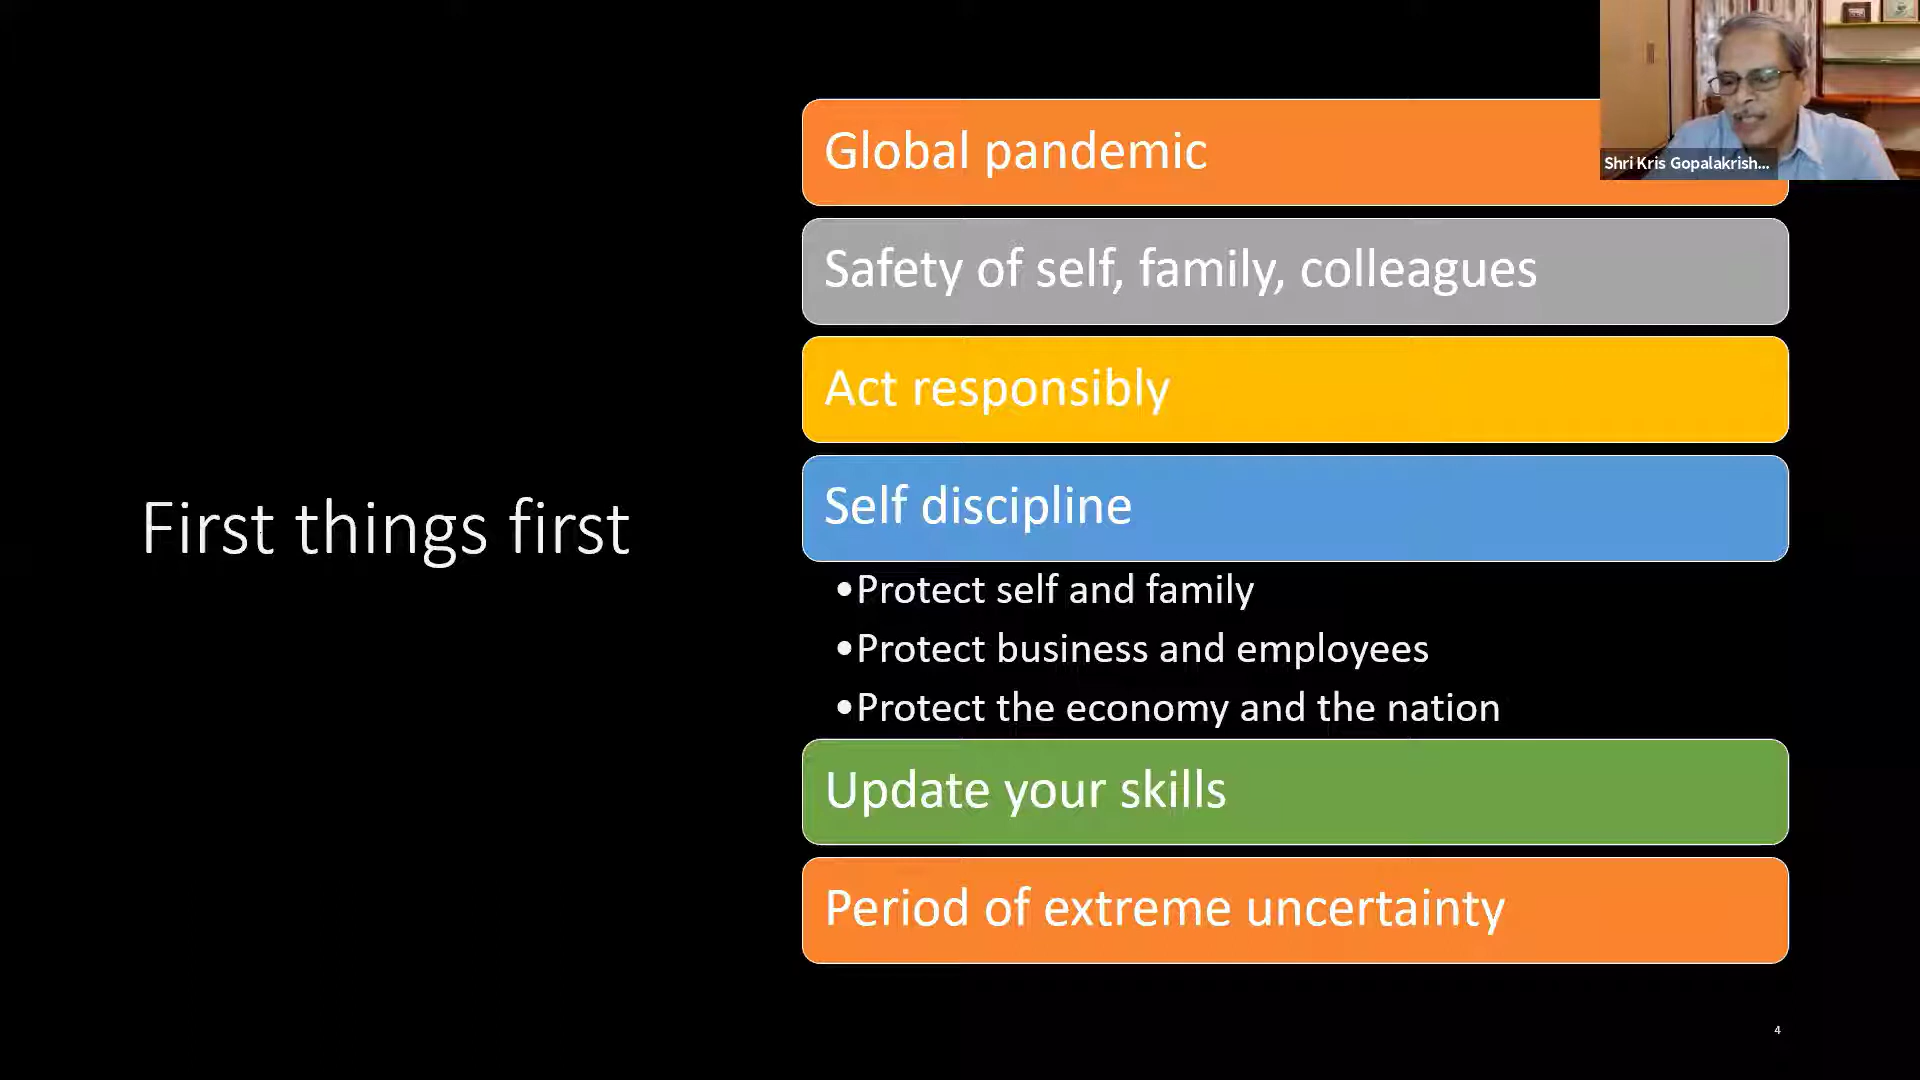 Shri Kris Gopalakrish...
First things first
Global pandemic
Safety of self, family, colleagues
Act responsibly
Self discipline
•Protect self and family
•Protect business and employees
•Protect the economy and the nation
Update your skills
Period of extreme uncertainty
4